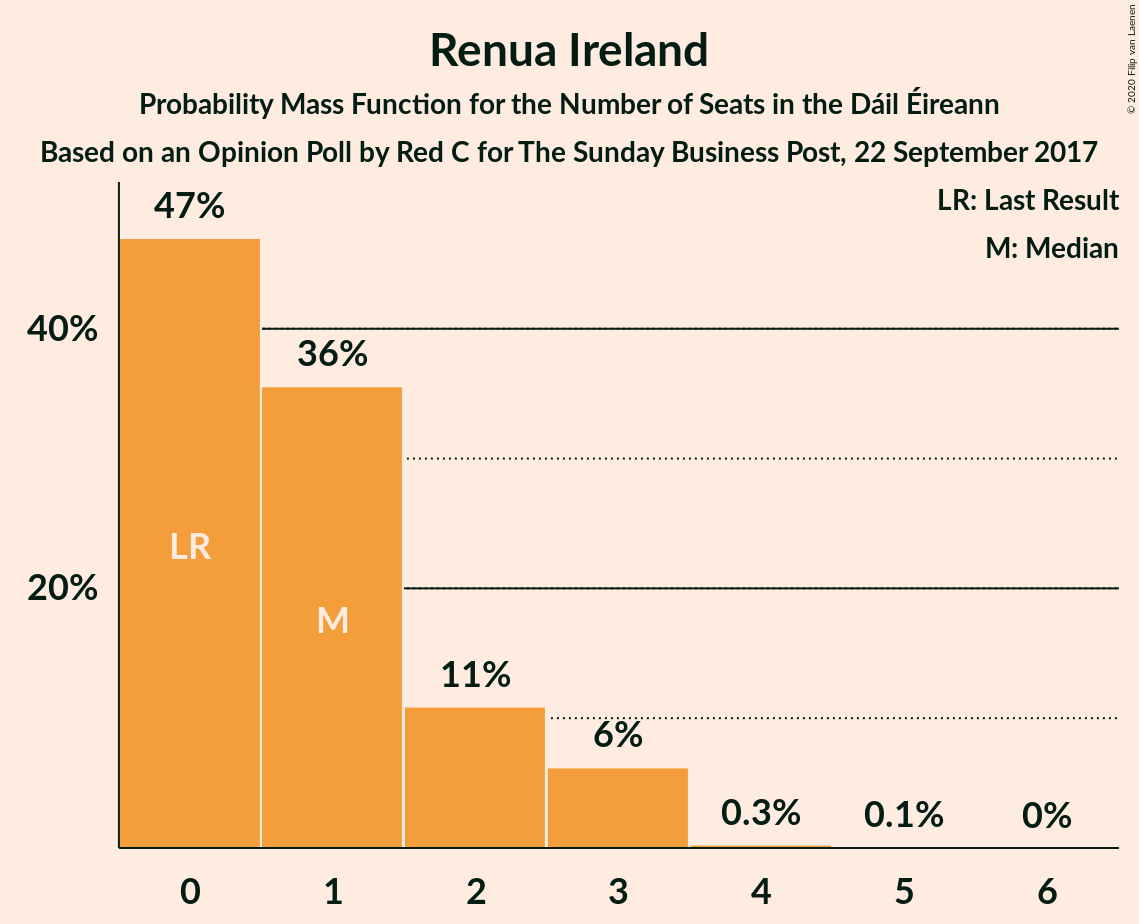 Renua Ireland
Probability Mass Function for the Number of Seats in the Dáil Éireann
Based on an Opinion Poll by Red C for The Sunday Business Post, 22 September 2017
© 2020 Filip van Laenen
LR: Last Result
M: Median
47%
40%
36%
LR
M
20%
11%
6%
0.3%
0.1%
0%
0 1 2 3 4 5 6